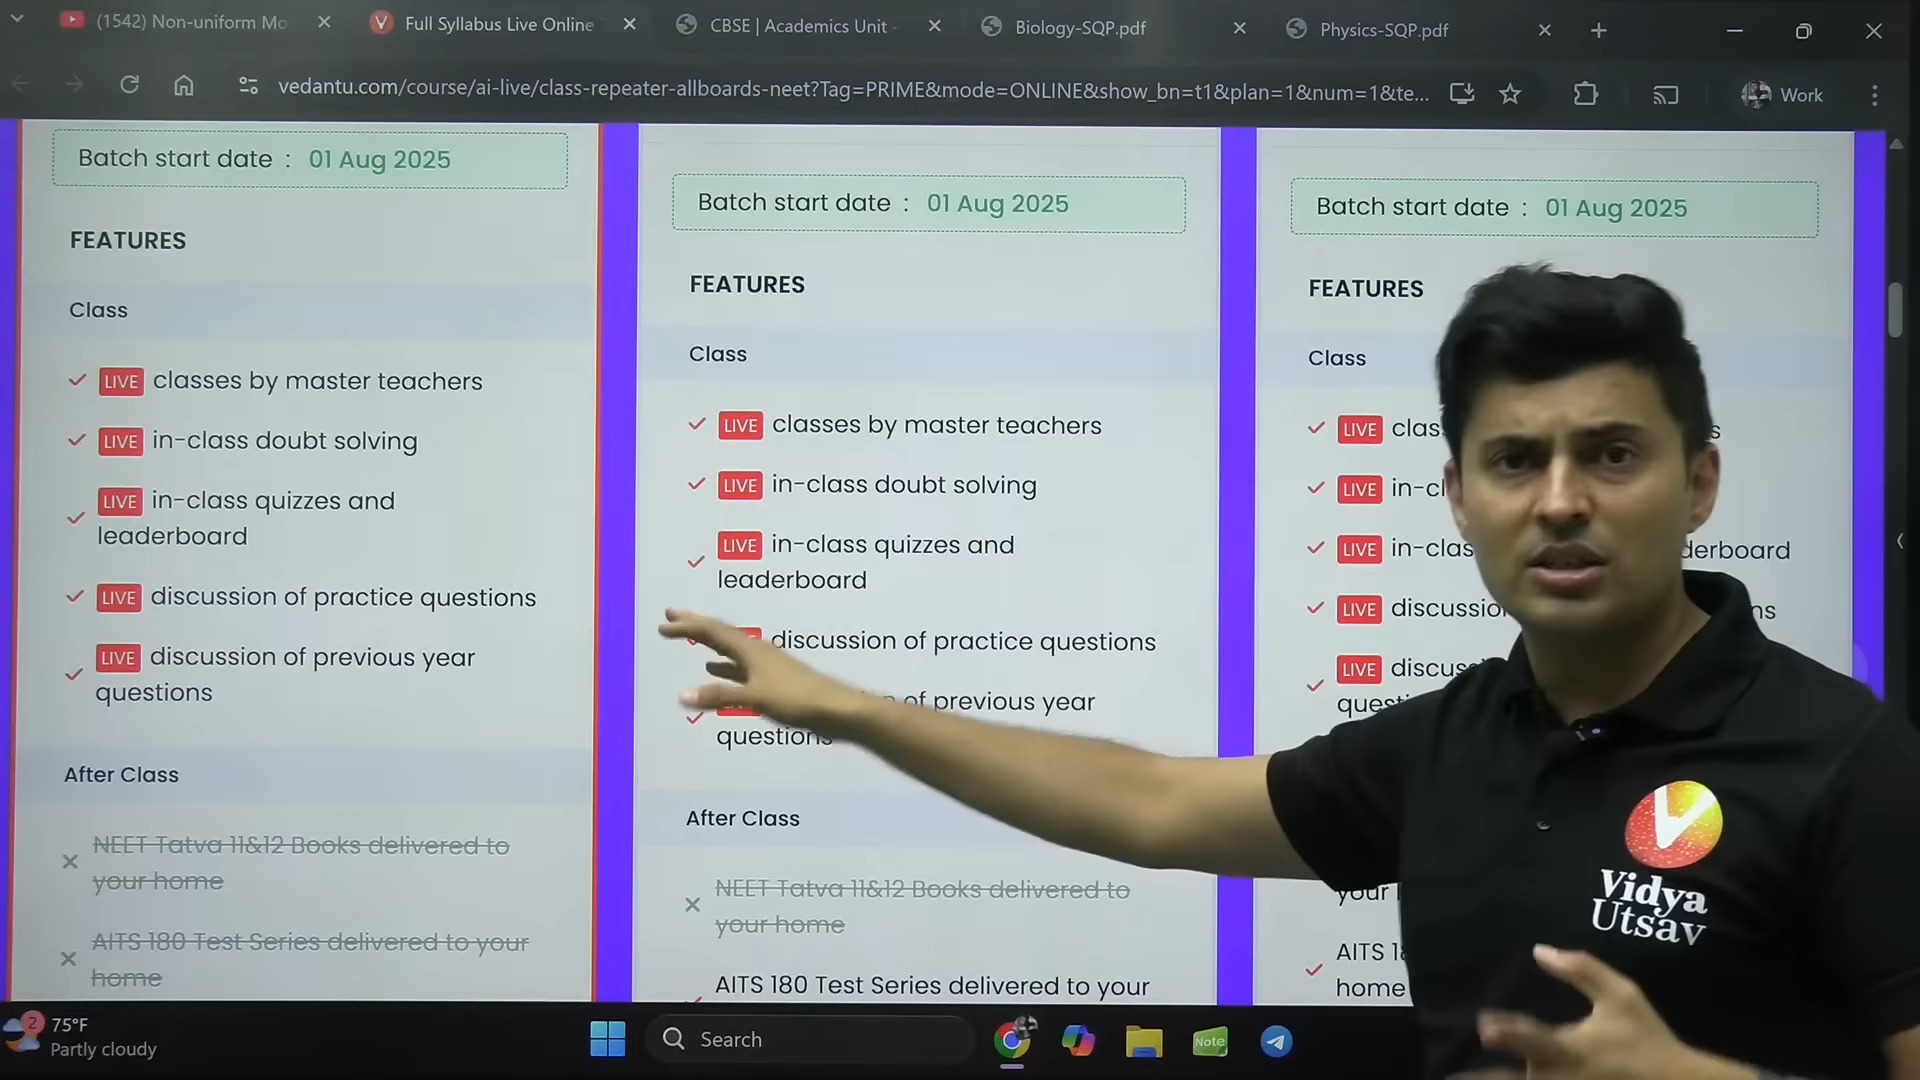 (1542) Non-uniform Mo
Full Syllabus Live Online
CBSE | Academics Unit -
Biology-SQP.pdf
Physics-SQP.pdf
vedantu.com/course/ai-live/class-repeater-allboards-neet?Tag=PRIME&mode=ONLINE&show_bn=t1&plan=1&num=1&te...
Work
Batch start date : 01 Aug 2025
FEATURES
Class
LIVE classes by master teachers
LIVE in-class doubt solving
LIVE in-class quizzes and
leaderboard
LIVE discussion of practice questions
LIVE discussion of previous year
questions
After Class
NEET Tatva 11&12 Books delivered to
your home
AITS 180 Test Series delivered to your
home
Batch start date : 01 Aug 2025
FEATURES
Class
LIVE classes by master teachers
LIVE in-class doubt solving
LIVE in-class quizzes and
leaderboard
discussion of practice questions
of previous year
questions
After Class
NEET Tatva 11&12 Books delivered to
your home
AITS 180 Test Series delivered to your
Batch start date : 01 Aug 2025
FEATURES
Class
LIVE clas
LIVE in-cl
LIVE in-clas derboard
LIVE discussio ns
LIVE discus
quest
your
AITS 18
home
Vidya
Utsav
2
75°F
Partly cloudy
Search
Note